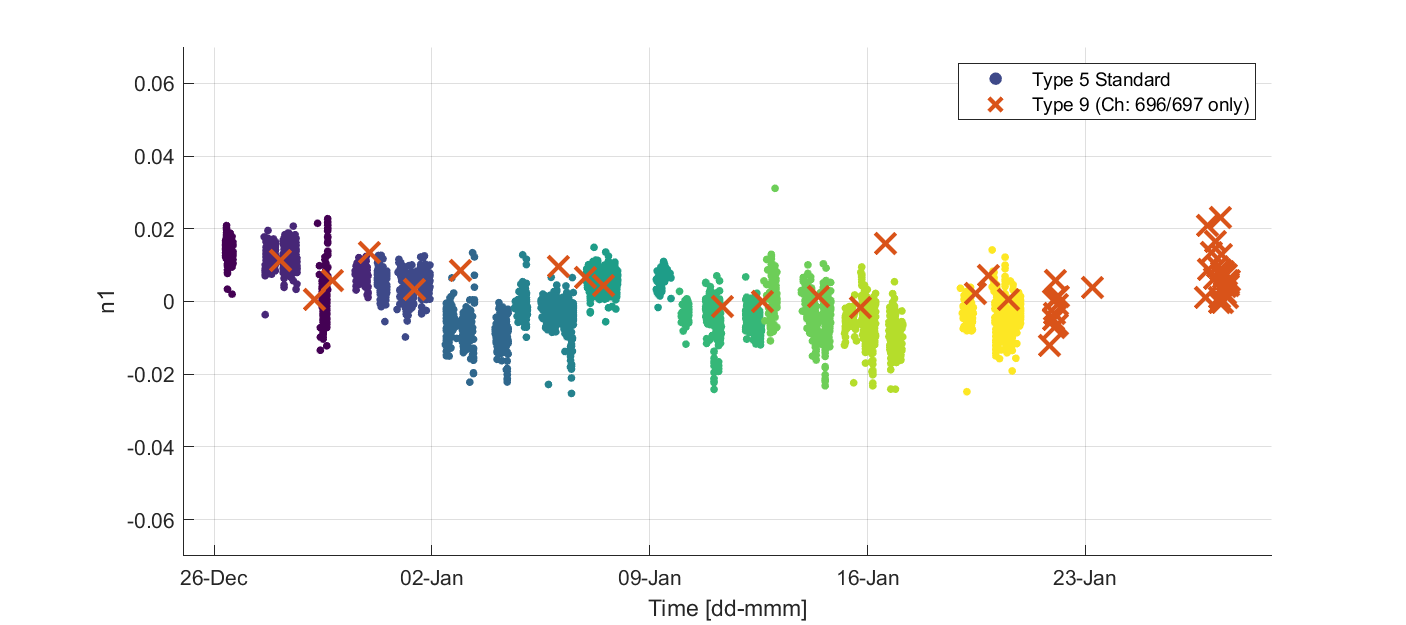 Type 5 Standard
Type 9 (Ch: 696/697 only)
0.06
0.04
0.02
0
-0.02
-0.04
-0.06
n1
26-Dec
02-Jan
09-Jan
16-Jan
23-Jan
Time [dd-mmm]